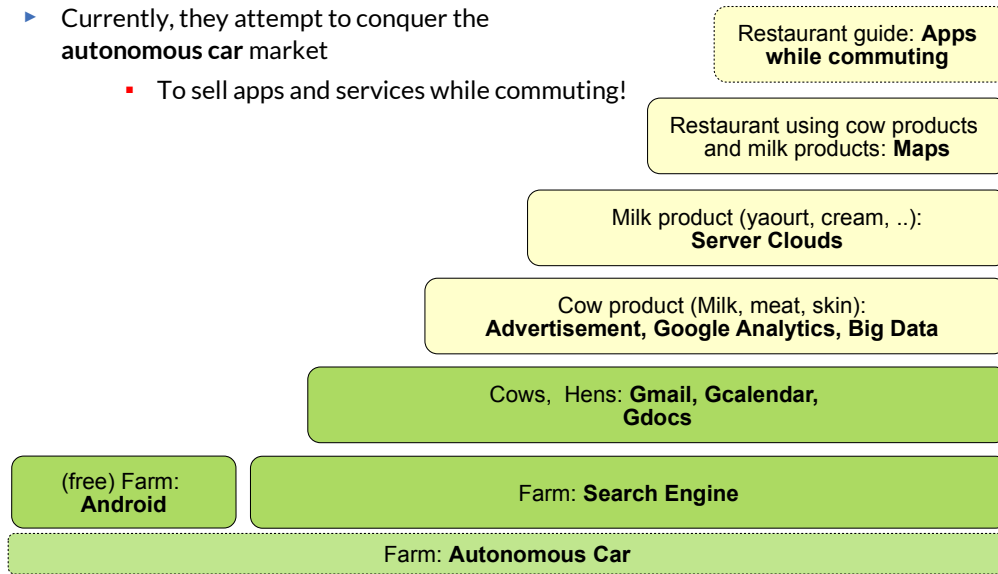 Currently, they attempt to conquer the
autonomous car market
To sell apps and services while commuting!
Restaurant guide: Apps
while commuting
Restaurant using cow products
and milk products: Maps
Milk product (yaourt, cream, ..):
Server Clouds
Cow product (Milk, meat, skin):
Advertisement, Google Analytics, Big Data
Cows, Hens: Gmail, Gcalendar,
Gdocs
(free) Farm:
Android
Farm: Search Engine
Farm: Autonomous Car